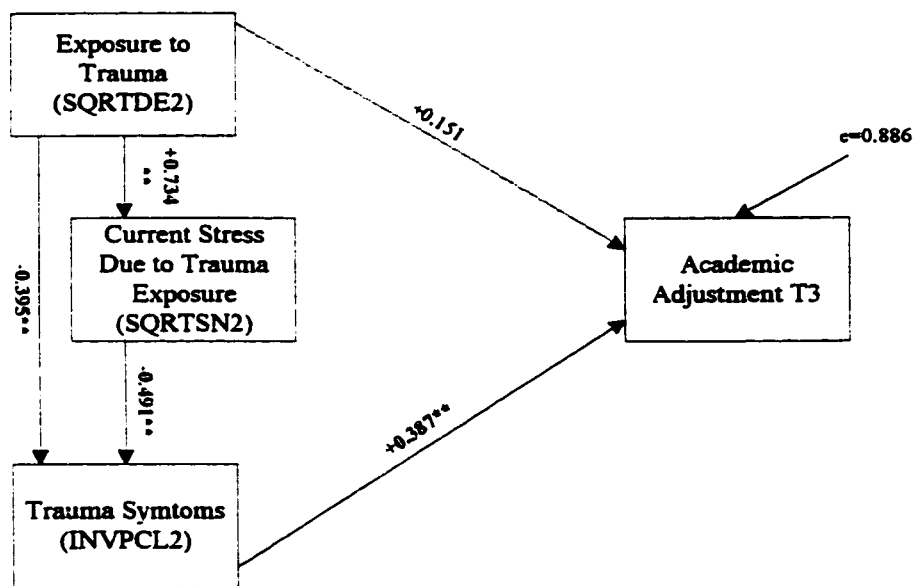 Exposure to
Trauma
(SQRTDE2)
+0.151
e=0.886
+0.734
**
-0.395**
Current Stress
Due to Trauma
Exposure
(SQRTSN2)
Academic
Adjustment T3
-0.491**
+0.387**
Trauma Symtoms
(INVPCL2)